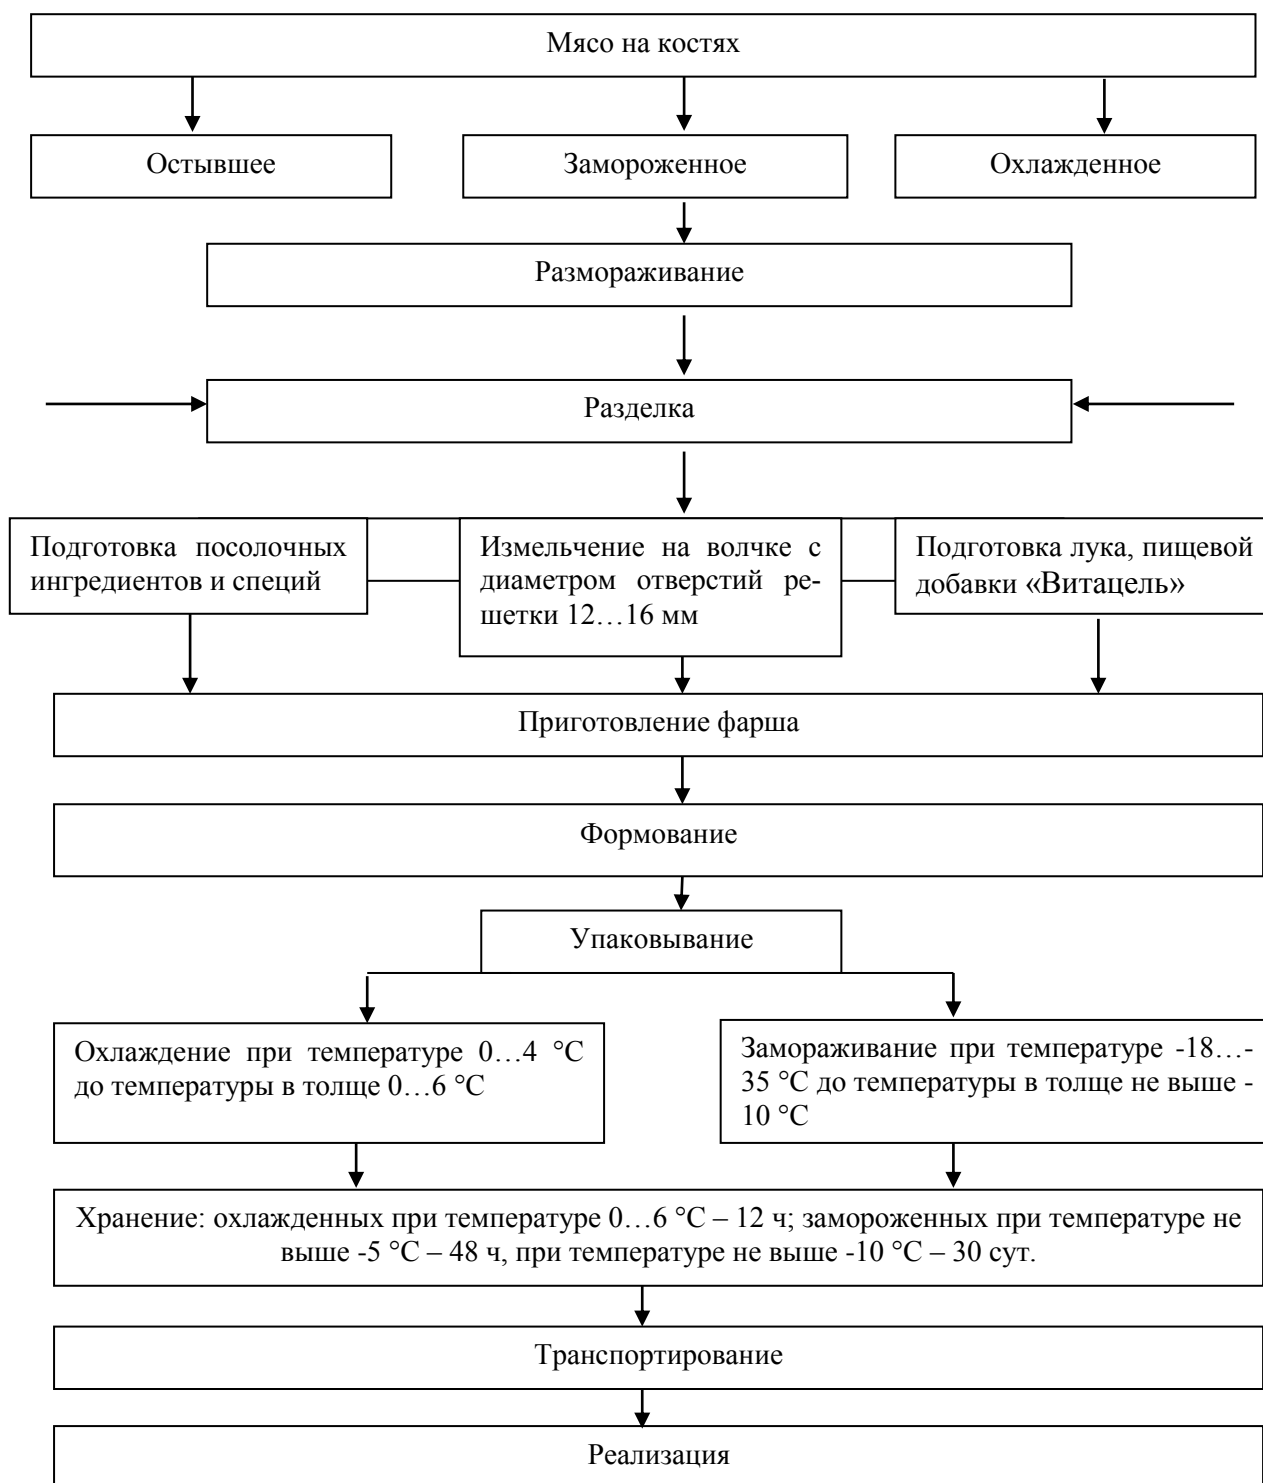 Мясо на костях
Остывшее
Замороженное
Охлажденное
Размораживание
Разделка
Подготовка посолочных
ингредиентов и специй
Измельчение на волчке с
диаметром отверстий ре-
шетки 12…16 мм
Подготовка лука, пищевой
добавки «Витацель»
Приготовление фарша
Формование
Упаковывание
Охлаждение при температуре 0…4 °С
до температуры в толще 0…6 °С
Замораживание при температуре -18…-
35 °С до температуры в толще не выше -
10 °С
Хранение: охлажденных при температуре 0…6 °С – 12 ч; замороженных при температуре не
выше -5 °С – 48 ч, при температуре не выше -10 °С – 30 сут.
Транспортирование
Реализация